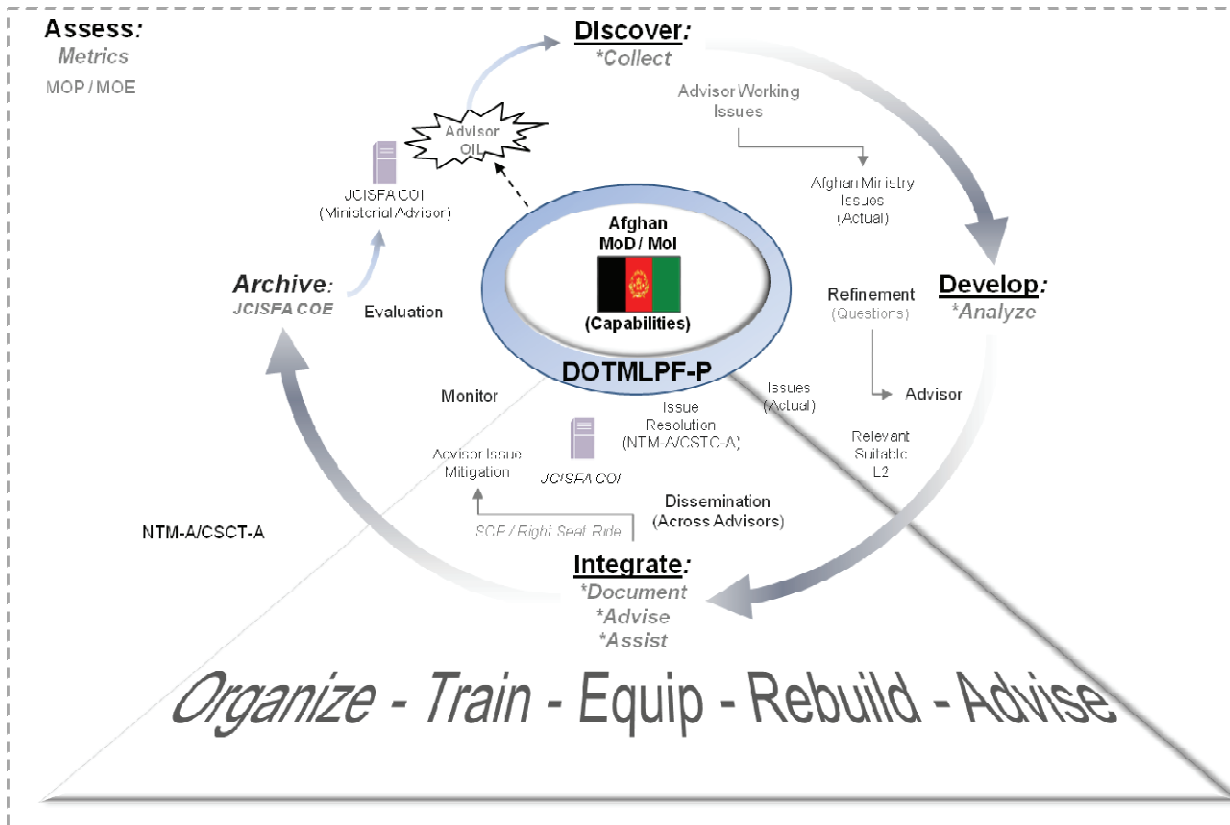 Assess:
Metrics
MOP / MOE
Discover:
*Collect
Advisor Working
Issues
Afghan Ministry
Issues
(Actual)
Advisor
OIL
JCISFA COI
(Ministerial Advisor)
Afghan
MoD / MoI
(Capabilities)
DOTMLPF-P
Archive:
JCISFA COE
Evaluation
Refinement
(Questions)
Develop:
*Analyze
Advisor
Relevant
Suitable
L2
Issues
(Actual)
Monitor
Issue
Resolution
(NTM-A/CSTC-A)
Advisor Issue
Mitigation
JCISFA COI
Dissemination
(Across Advisors)
/ Right Seat Ride
NTM-A/CSCT-A
Integrate:
*Document
*Advise
*Assist
Organize - Train - Equip - Rebuild - Advise